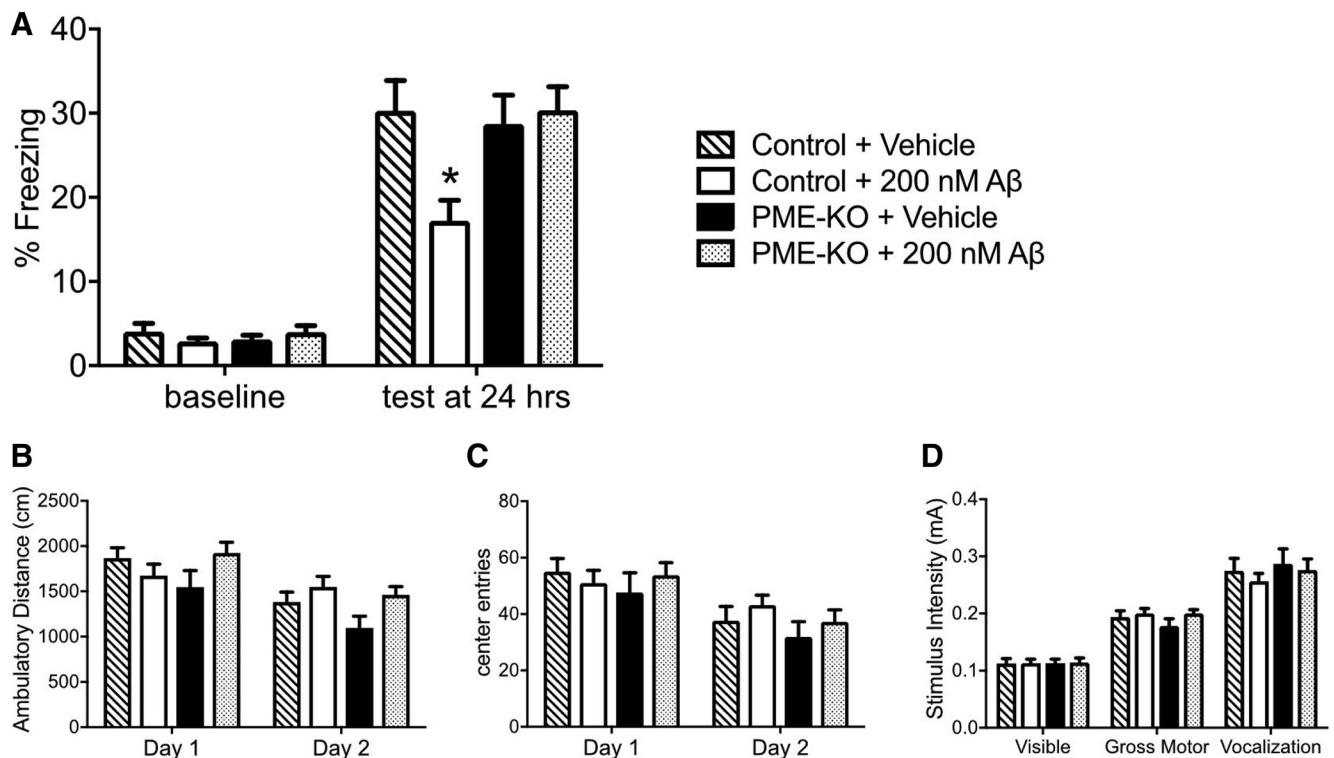 A
40
30
20
10
0
% Freezing
*
baseline
test at 24 hrs
Control + Vehicle
Control + 200 nM Aβ
PME-KO + Vehicle
PME-KO + 200 nM Aβ
B
2500
2000
1500
1000
500
0
Ambulatory Distance (cm)
Day 1
Day 2
C
80
60
40
20
0
center entries
Day 1
Day 2
D
0.4
0.3
0.2
0.1
0.0
Stimulus Intensity (mA)
Visible
Gross Motor
Vocalization